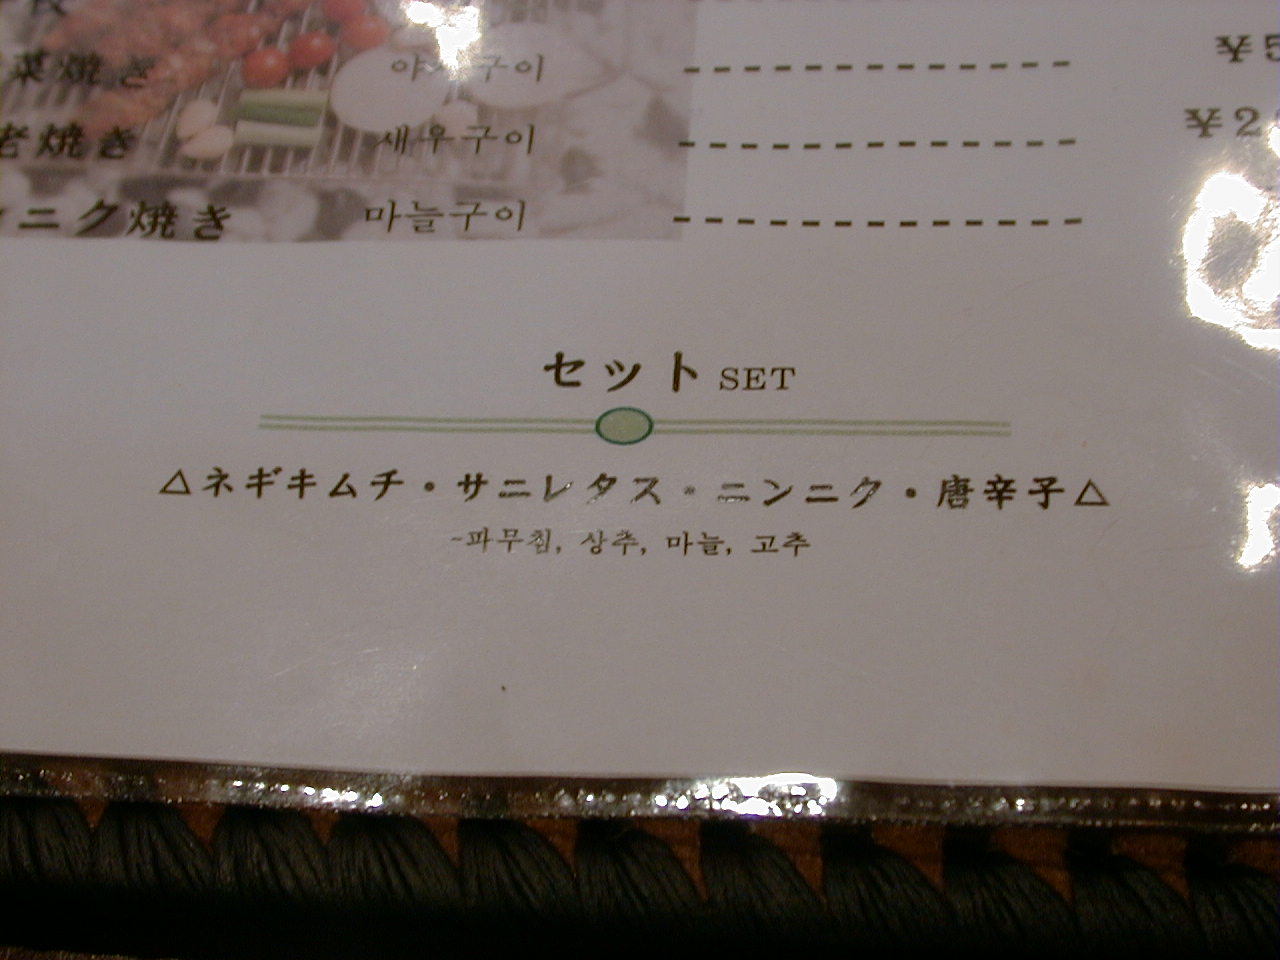 菜焼き 야채구이 ¥5
老焼き 새우구이 ¥2
ニク焼き 마늘구이
セット SET
△ネギキムチ・サニレタス・ニンニク・唐辛子△
~파무침, 상추, 마늘, 고추